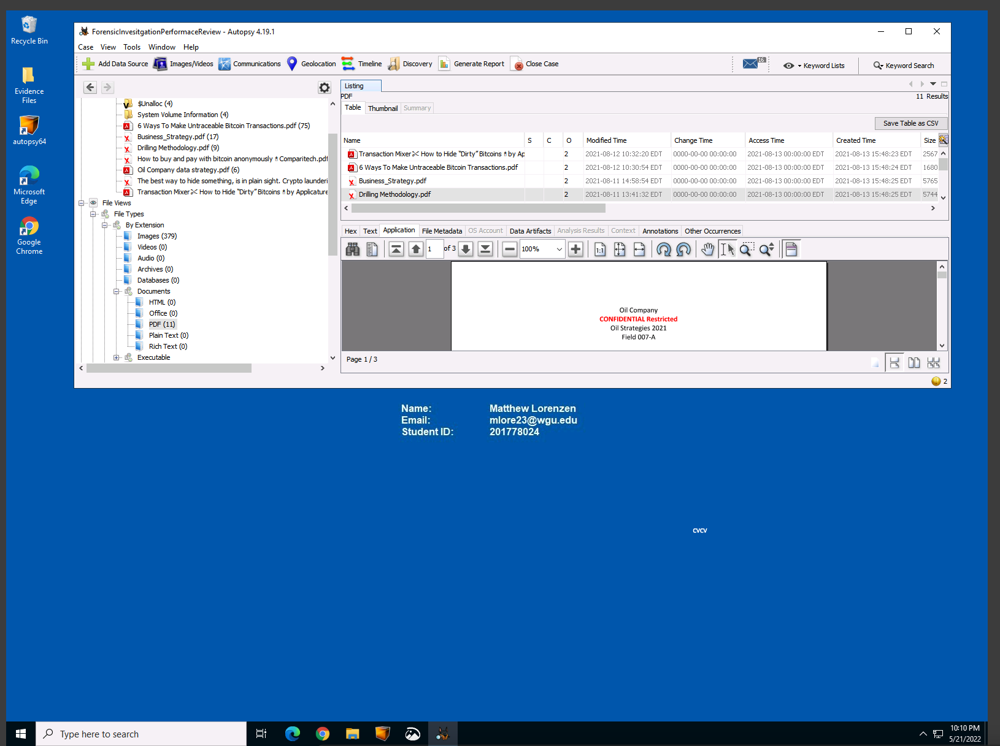 Recycle Bin
Evidence
Files
autopsy64
Microsoft
Edge
Google
Chrome
ForensicInvesitgationPerformaceReview - Autopsy 4.19.1
Case View Tools Window Help
Add Data Source Images/Videos Communications Geolocation Timeline Discovery Generate Report Close Case 16 Keyword Lists Keyword Search
$Unalloc (4)
System Volume Information (4)
6 Ways To Make Untraceable Bitcoin Transactions.pdf (75)
Business_Strategy.pdf (17)
Drilling Methodology.pdf (9)
How to buy and pay with bitcoin anonymously Comparitech.pdf
Oil Company data strategy.pdf (6)
The best way to hide something, is in plain sight. Crypto launderi
Transaction Mixer How to Hide "Dirty" Bitcoins by Applicature
File Views
File Types
By Extension
Images (379)
Videos (0)
Audio (0)
Archives (0)
Databases (0)
Documents
HTML (0)
Office (0)
PDF (11)
Plain Text (0)
Rich Text (0)
Executable
Listing
PDF 11 Results
Table Thumbnail Summary
Save Table as CSV
Name S C O Modified Time Change Time Access Time Created Time Size
Transaction Mixer How to Hide "Dirty" Bitcoins by Ap 2 2021-08-12 10:32:20 EDT 0000-00-00 00:00:00 2021-08-13 00:00:00 EDT 2021-08-13 15:48:23 EDT 2567
6 Ways To Make Untraceable Bitcoin Transactions.pdf 2 2021-08-12 10:30:54 EDT 0000-00-00 00:00:00 2021-08-13 00:00:00 EDT 2021-08-13 15:48:24 EDT 1680
Business_Strategy.pdf 2 2021-08-11 14:58:54 EDT 0000-00-00 00:00:00 2021-08-13 00:00:00 EDT 2021-08-13 15:48:25 EDT 5765
Drilling Methodology.pdf 2 2021-08-11 13:41:32 EDT 0000-00-00 00:00:00 2021-08-13 00:00:00 EDT 2021-08-13 15:48:25 EDT 5744
Hex Text Application File Metadata OS Account Data Artifacts Analysis Results Context Annotations Other Occurrences
1 of 3 100% 1:1
Oil Company
CONFIDENTIAL Restricted
Oil Strategies 2021
Field 007-A
Page 1 / 3
2
Name: Matthew Lorenzen
Email: mlore23@wgu.edu
Student ID: 201778024
CVCV
Type here to search
10:10 PM
5/21/2022